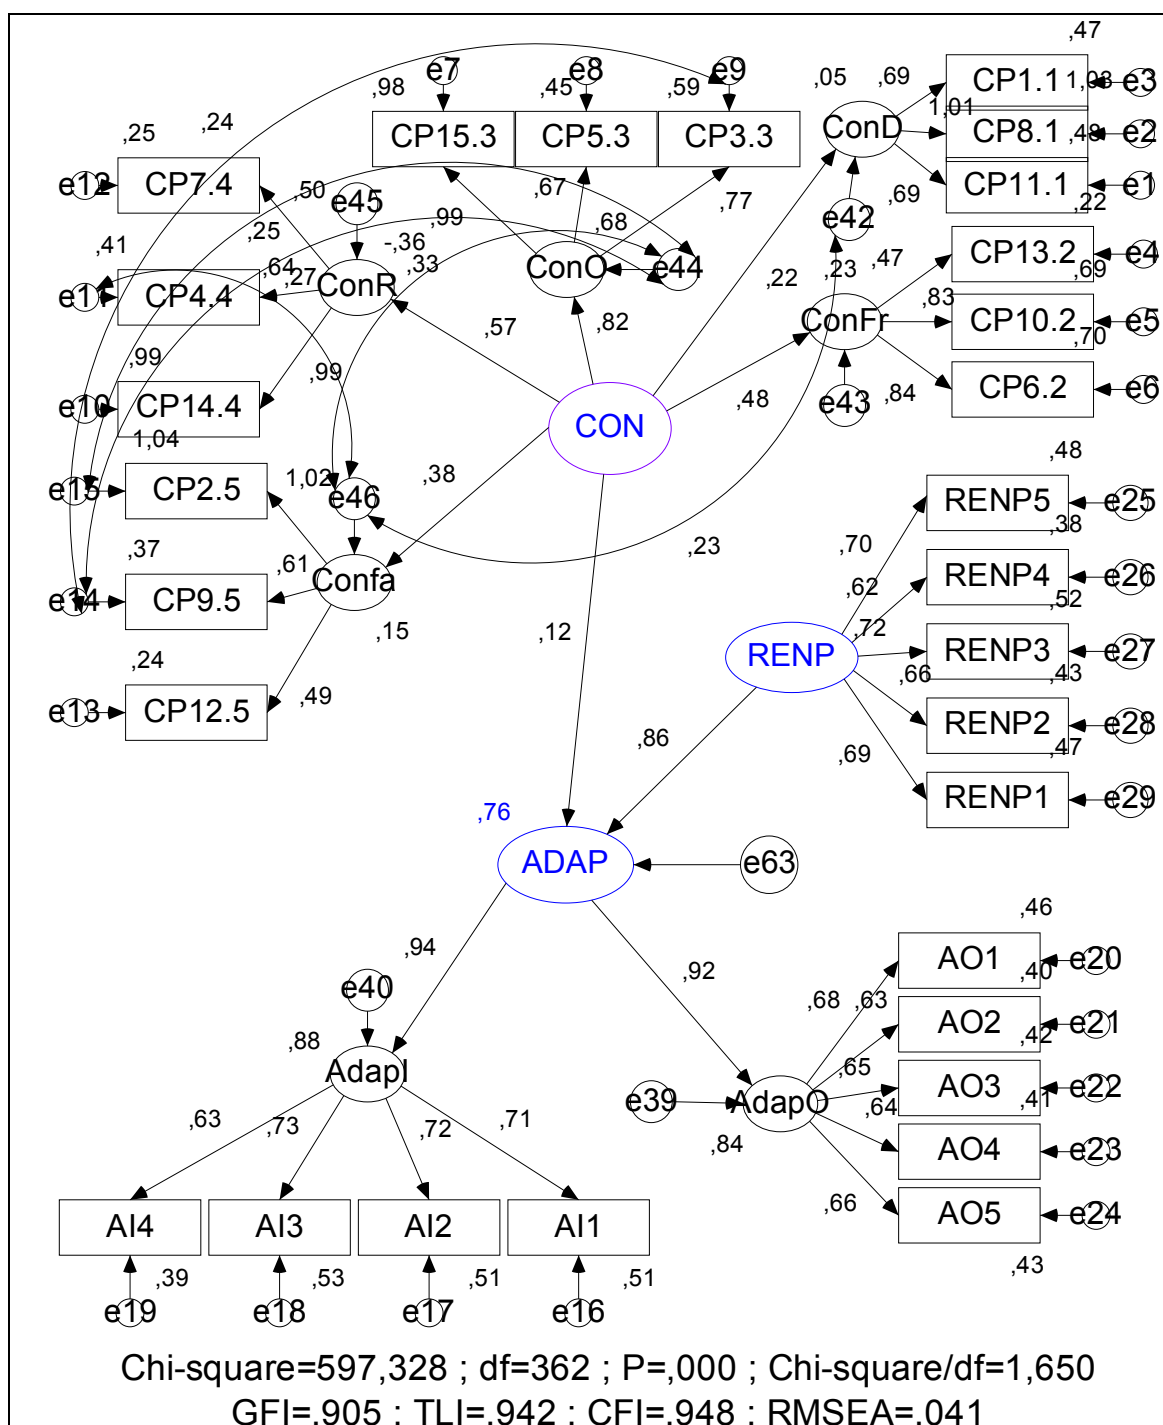 ,47
,98 e7 e8 e9 ,05 ,69 CP1.1 1,03 e3
,45 ,59
,25 ,24 CP15.3 CP5.3 CP3.3 ConD 1,01 CP8.1 e2
,48
e12 CP7.4 ,50 e45 ,67 ,77 ,69 CP11.1 e1
,22
,41 ,25 ,99 ,68 e42
-,36
,64 ,27 ,33 ConO e44 ,22 ,23 ,47 CP13.2 e4
,69
e11 CP4.4 ConR ,83
,99 ,57 ,82 ConFr CP10.2 e5
,70
,99
e10 CP14.4 ,48 e43 ,84 CP6.2 e6
1,04 CON
,48
e15 CP2.5 1,02 e46 ,38 RENP5 e25
,38
,37 ,23 ,70
,61 Confa ,62 RENP4 e26
,52
e14 CP9.5 ,15 ,12 ,72
RENP RENP3 e27
,43
,24 ,66
e13 CP12.5 ,49 RENP2 e28
,47
,86 ,69
RENP1 e29
,76
ADAP e63
,46
,94 ,92 AO1 e20
,40
e40 ,68 ,63 AO2 e21
,42
,88 AdapI ,65
e39 AdapO AO3 e22
,41
,64
,63 ,73 ,72 ,71 ,84 AO4 e23
,66
AI4 AI3 AI2 AI1 AO5 e24
,39 ,53 ,51 ,51 ,43
e19 e18 e17 e16
Chi-square=597,328 ; df=362 ; P=,000 ; Chi-square/df=1,650
GFI=,905 ; TLI=,942 ; CFI=,948 ; RMSEA=,041